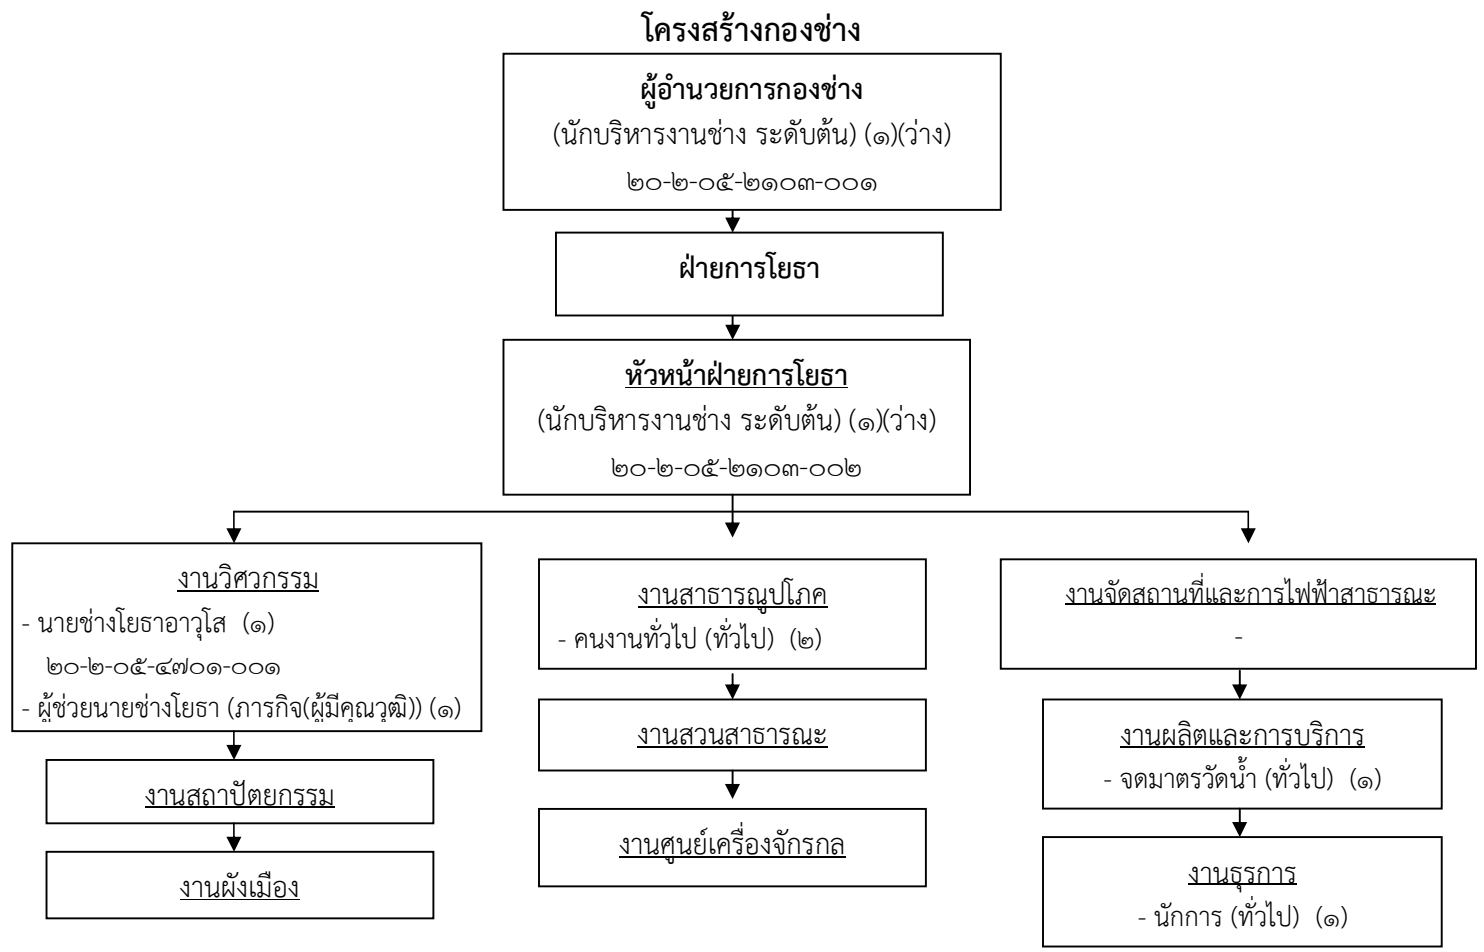 โครงสร้างกองช่าง
ผู้อำนวยการกองช่าง
(นักบริหารงานช่าง ระดับต้น) (๑)(ว่าง)
๒๐-๒-๐๕-๒๑๐๓-๐๐๑
ฝ่ายการโยธา
หัวหน้าฝ่ายการโยธา
(นักบริหารงานช่าง ระดับต้น) (๑)(ว่าง)
๒๐-๒-๐๕-๒๑๐๓-๐๐๒
งานวิศวกรรม
- นายช่างโยธาอาวุโส (๑)
๒๐-๒-๐๕-๔๗๐๑-๐๐๑
- ผู้ช่วยนายช่างโยธา (ภารกิจ(ผู้มีคุณวุฒิ)) (๑)
งานสถาปัตยกรรม
งานผังเมือง
งานสาธารณูปโภค
- คนงานทั่วไป (ทั่วไป) (๒)
งานสวนสาธารณะ
งานศูนย์เครื่องจักรกล
งานจัดสถานที่และการไฟฟ้าสาธารณะ
-
งานผลิตและการบริการ
- จดมาตรวัดน้ำ (ทั่วไป) (๑)
งานธุรการ
- นักการ (ทั่วไป) (๑)